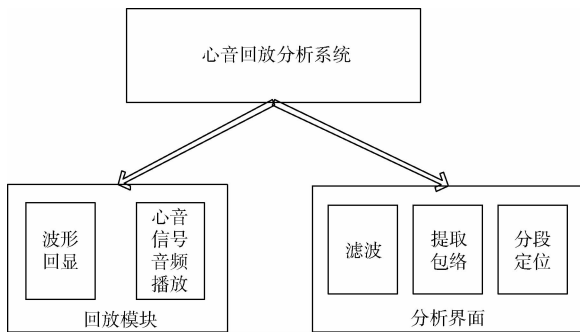 心音回放分析系统
波形
回显
心音
信号
音频
播放
回放模块
滤波
提取
包络
分段
定位
分析界面